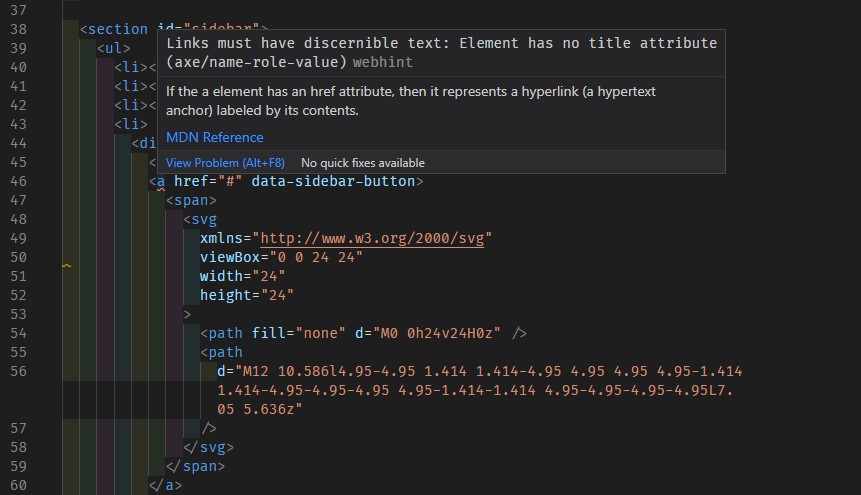 37
38 <section id="sidebar">
Links must have discernible text: Element has no title attribute
(axe/name-role-value) webhint
If the a element has an href attribute, then it represents a hyperlink (a hypertext
anchor) labeled by its contents.
MDN Reference
View Problem (Alt+F8) No quick fixes available
39 <ul>
40 <li><
41 <li><
42 <li><
43 <li>
44 <di
45 <
46 <a href="#" data-sidebar-button>
47 <span>
48 <svg
49 xmlns="http://www.w3.org/2000/svg"
50 viewBox="0 0 24 24"
51 width="24"
52 height="24"
53 >
54 <path fill="none" d="M0 0h24v24H0z" />
55 <path
56 d="M12 10.586l4.95-4.95 1.414 1.414-4.95 4.95 4.95 4.95-1.414
1.414-4.95-4.95-4.95 4.95-1.414-1.414 4.95-4.95-4.95-4.95L7.
05 5.636z"
57 />
58 </svg>
59 </span>
60 </a>